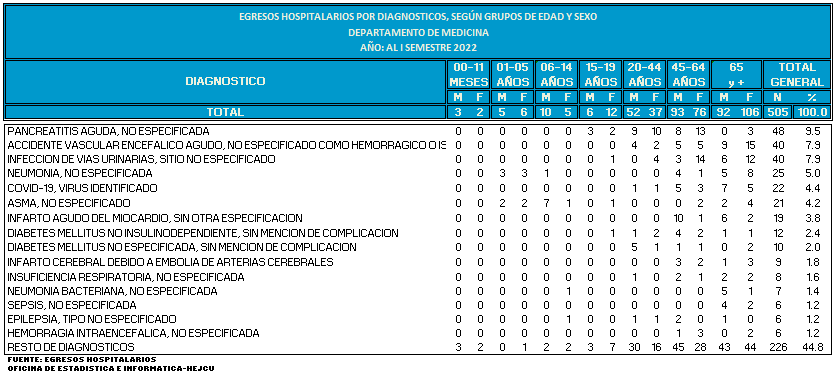 EGRESOS HOSPITALARIOS POR DIAGNOSTICOS, SEGÚN GRUPOS DE EDAD Y SEXO
DEPARTAMENTO DE MEDICINA
AÑO: AL I SEMESTRE 2022
DIAGNOSTICO 00-11 MESES 01-05 AÑOS 06-14 AÑOS 15-19 AÑOS 20-44 AÑOS 45-64 AÑOS 65 y + TOTAL GENERAL
M F M F M F M F M F M F M F N %
TOTAL 3 2 5 6 10 5 6 12 52 37 93 76 92 106 505 100.0
PANCREATITIS AGUDA, NO ESPECIFICADA 0 0 0 0 0 0 3 2 9 10 8 13 0 3 48 9.5
ACCIDENTE VASCULAR ENCEFALICO AGUDO, NO ESPECIFICADO COMO HEMORRAGICO O IS 0 0 0 0 0 0 0 0 4 2 5 5 9 15 40 7.9
INFECCION DE VIAS URINARIAS, SITIO NO ESPECIFICADO 0 0 0 0 0 0 0 1 0 4 3 14 6 12 40 7.9
NEUMONIA, NO ESPECIFICADA 0 0 3 3 1 0 0 0 0 0 4 1 5 8 25 5.0
COVID-19, VIRUS IDENTIFICADO 0 0 0 0 0 0 0 0 1 1 5 3 7 5 22 4.4
ASMA, NO ESPECIFICADO 0 0 2 2 7 1 0 1 0 0 0 2 2 4 21 4.2
INFARTO AGUDO DEL MIOCARDIO, SIN OTRA ESPECIFICACION 0 0 0 0 0 0 0 0 0 0 10 1 6 2 19 3.8
DIABETES MELLITUS NO INSULINODEPENDIENTE, SIN MENCION DE COMPLICACION 0 0 0 0 0 0 0 1 1 2 4 2 1 1 12 2.4
DIABETES MELLITUS NO ESPECIFICADA, SIN MENCION DE COMPLICACION 0 0 0 0 0 0 0 0 5 1 1 1 0 2 10 2.0
INFARTO CEREBRAL DEBIDO A EMBOLIA DE ARTERIAS CEREBRALES 0 0 0 0 0 0 0 0 0 0 3 2 1 3 9 1.8
INSUFICIENCIA RESPIRATORIA, NO ESPECIFICADA 0 0 0 0 0 0 0 0 1 0 2 1 2 2 8 1.6
NEUMONIA BACTERIANA, NO ESPECIFICADA 0 0 0 0 0 1 0 0 0 0 0 0 5 1 7 1.4
SEPSIS, NO ESPECIFICADA 0 0 0 0 0 0 0 0 0 0 0 0 4 2 6 1.2
EPILEPSIA, TIPO NO ESPECIFICADO 0 0 0 0 0 1 0 0 1 1 2 0 1 0 6 1.2
HEMORRAGIA INTRAENCEFALICA, NO ESPECIFICADA 0 0 0 0 0 0 0 0 0 0 1 3 0 2 6 1.2
RESTO DE DIAGNOSTICOS 3 2 0 1 2 2 3 7 30 16 45 28 43 44 226 44.8
FUENTE: EGRESOS HOSPITALARIOS
OFICINA DE ESTADISTICA E INFORMATICA-HEJCU